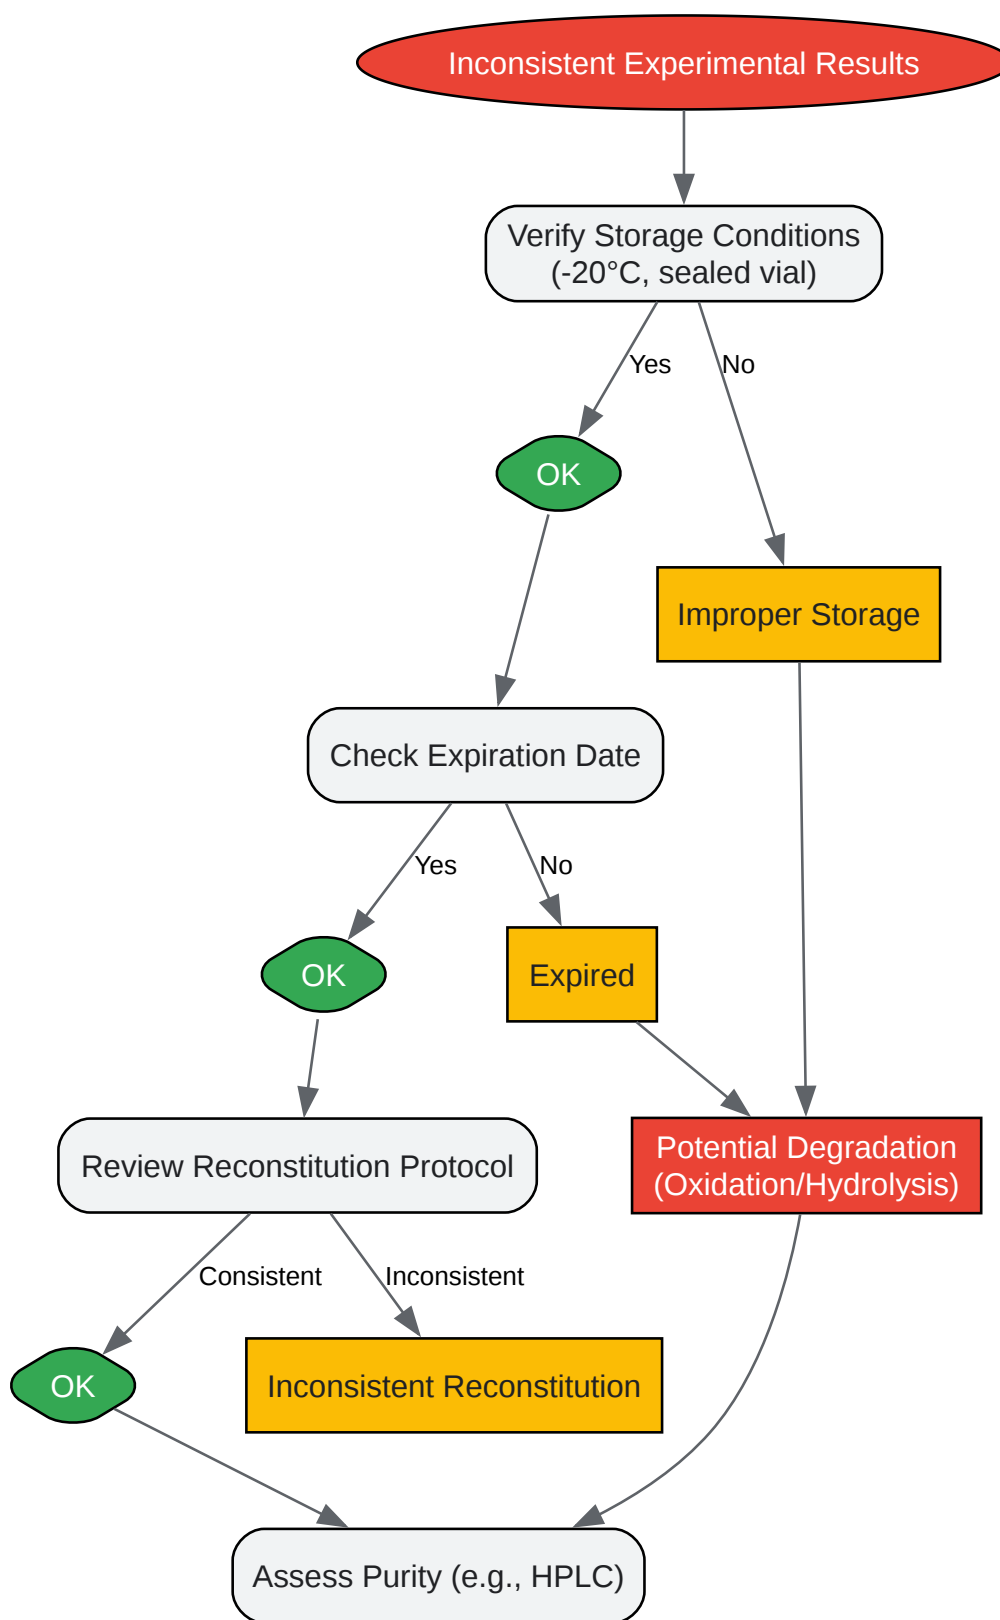 Inconsistent Experimental Results
Verify Storage Conditions
(-20°C, sealed vial)
Yes
No
OK
Improper Storage
Check Expiration Date
Yes
No
OK
Expired
Review Reconstitution Protocol
Potential Degradation
(Oxidation/Hydrolysis)
Consistent
Inconsistent
OK
Inconsistent Reconstitution
Assess Purity (e.g., HPLC)